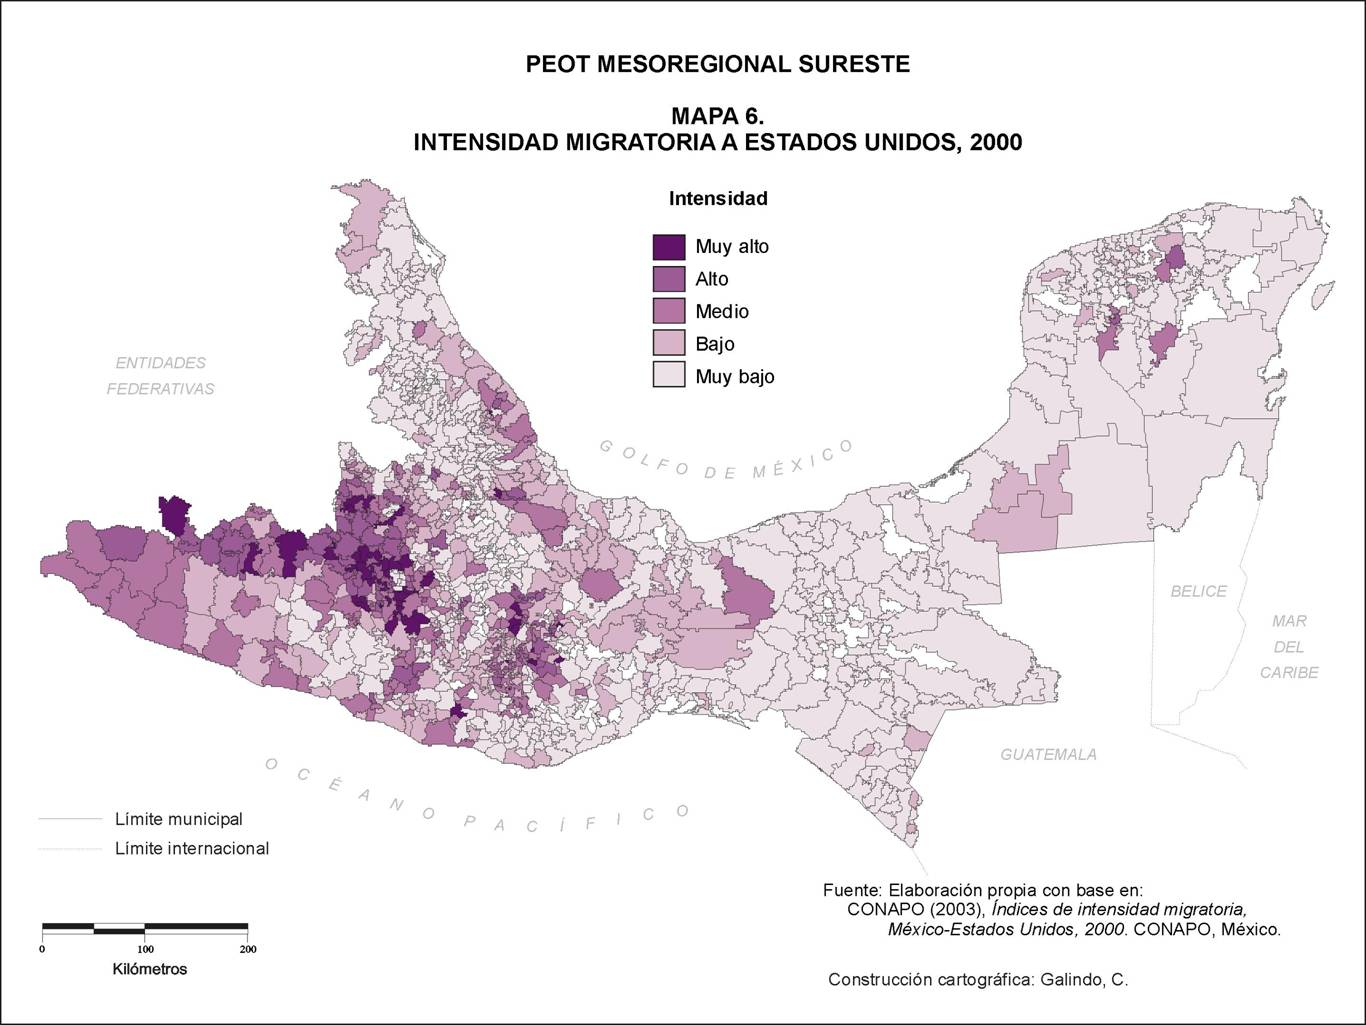 PEOT MESOREGIONAL SURESTE
MAPA 6.
INTENSIDAD MIGRATORIA A ESTADOS UNIDOS, 2000
Intensidad
Muy alto
Alto
Medio
Bajo
Muy bajo
ENTIDADES
FEDERATIVAS
GOLFO DE MÉXICO
BELICE
MAR
DEL
CARIBE
GUATEMALA
OCÉANO PACÍFICO
Límite municipal
Límite internacional
0 100 200
Kilómetros
Fuente: Elaboración propia con base en:
CONAPO (2003), Índices de intensidad migratoria,
México-Estados Unidos, 2000. CONAPO, México.
Construcción cartográfica: Galindo, C.